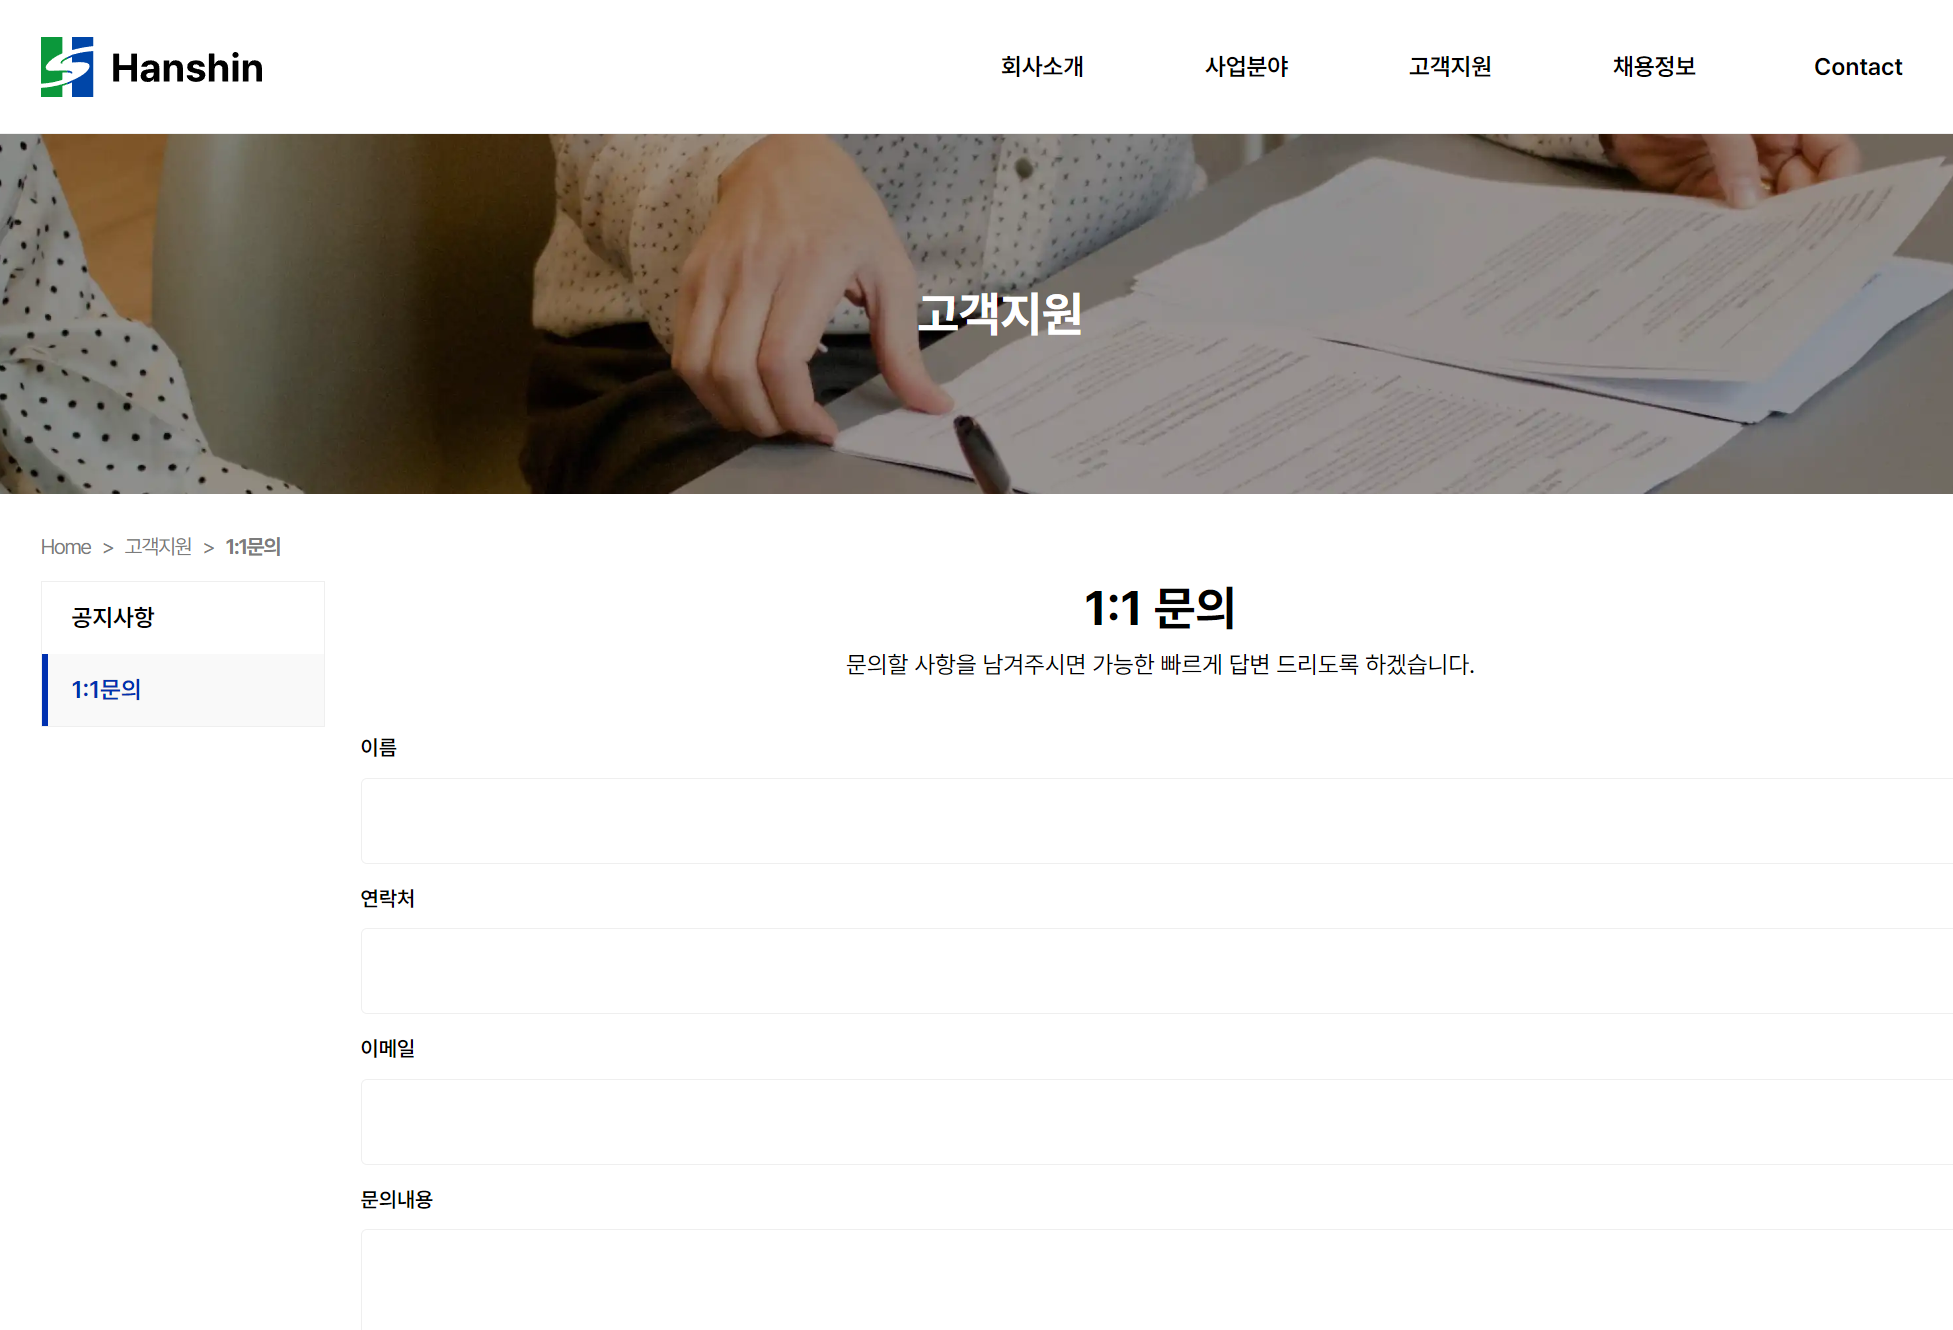 Hanshin
회사소개
사업분야
고객지원
채용정보
Contact
고객지원
Home > 고객지원 > 1:1문의
공지사항
1:1문의
1:1 문의
문의할 사항을 남겨주시면 가능한 빠르게 답변 드리도록 하겠습니다.
이름
연락처
이메일
문의내용